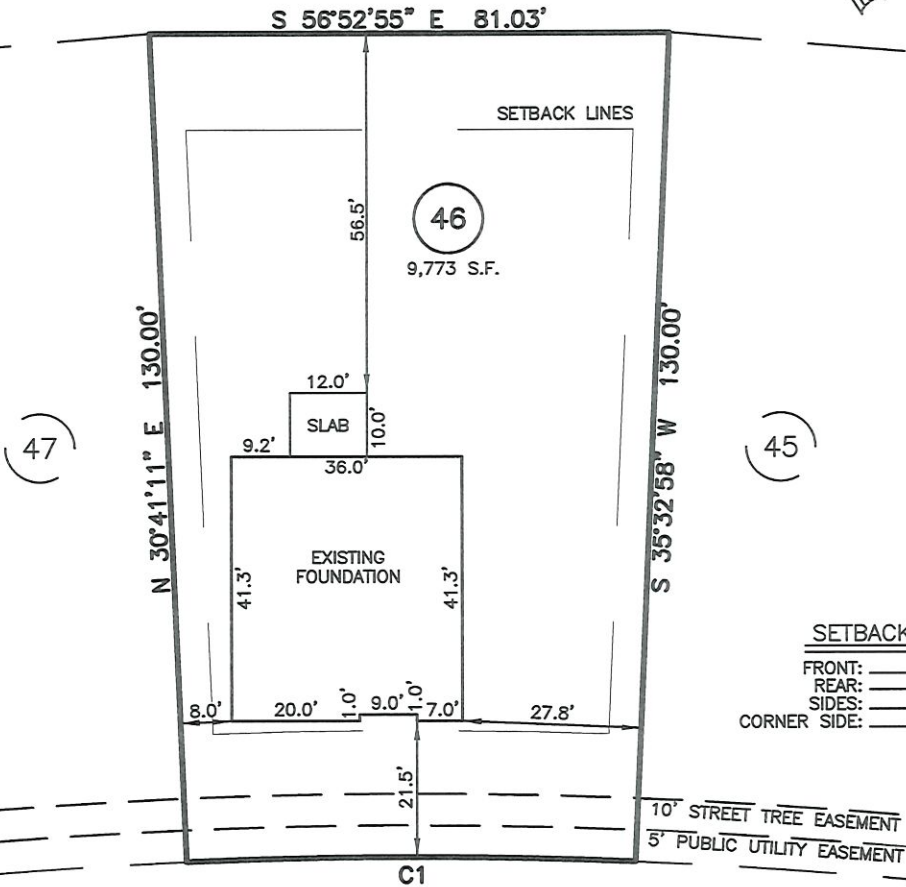 S 56°52'55" E 81.03'
SETBACK LINES
56.5'
46
9,773 S.F.
N 30°41'11" E 130.00'
S 35°32'58" W 130.00'
47
45
12.0'
SLAB
10.0'
9.2'
36.0'
EXISTING
FOUNDATION
41.3'
41.3'
SETBACK
FRONT:
REAR:
SIDES:
CORNER SIDE:
8.0'
20.0'
1.0'
9.0'
1.0'
7.0'
27.8'
21.5'
10' STREET TREE EASEMENT
5' PUBLIC UTILITY EASEMENT
C1